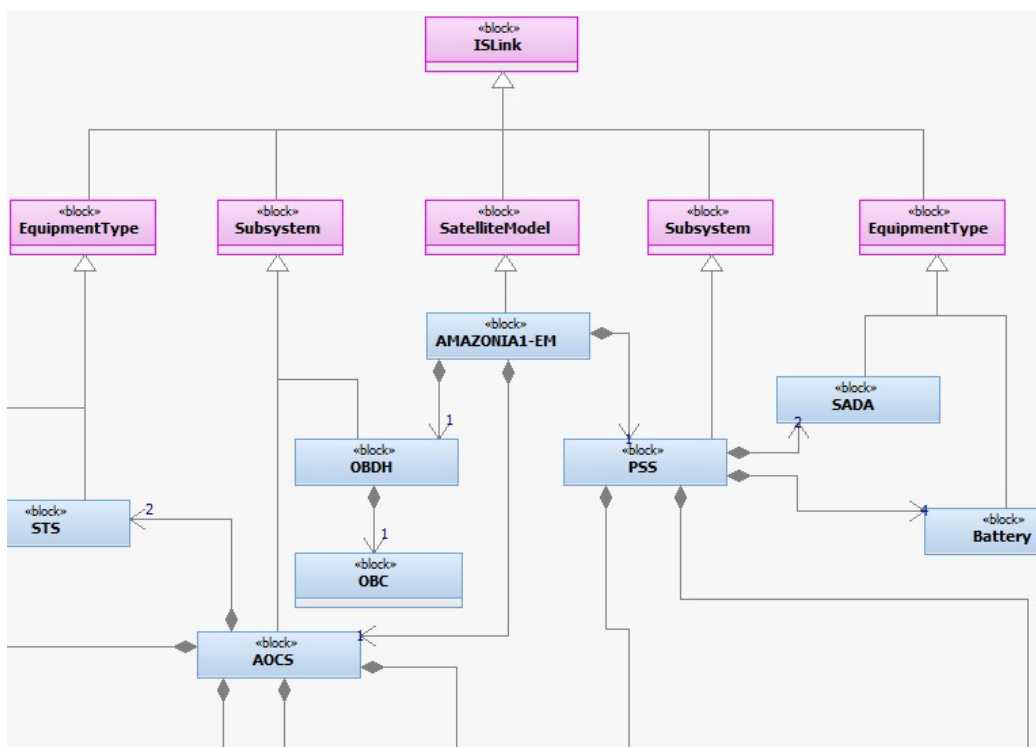 «block»
ISLink
«block»
EquipmentType
«block»
Subsystem
«block»
SatelliteModel
«block»
Subsystem
«block»
EquipmentType
«block»
AMAZONIA1-EM
«block»
SADA
2
1
1
«block»
OBDH
«block»
PSS
4
«block»
STS
2
«block»
Battery
1
«block»
OBC
1
«block»
AOCS